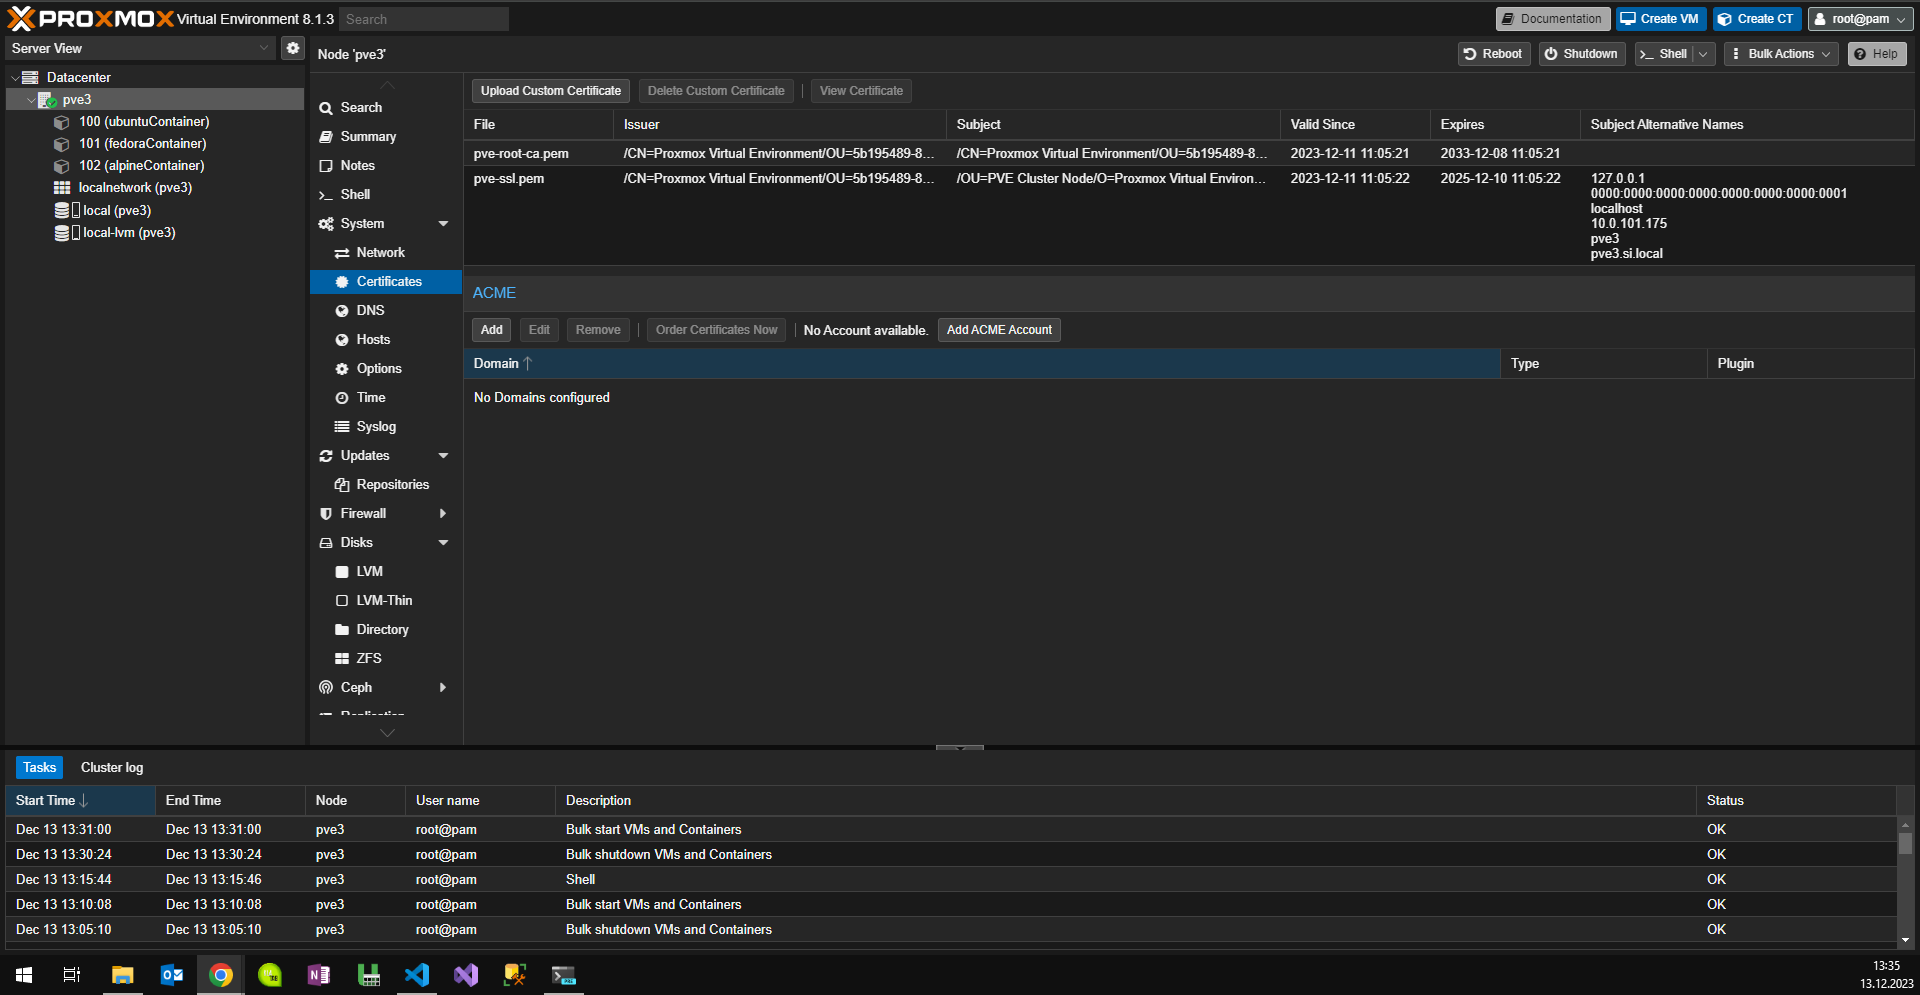 PROXMOX Virtual Environment 8.1.3 Search Documentation Create VM Create CT root@pam
Server View
Node 'pve3' Reboot Shutdown Shell Bulk Actions Help
Datacenter
pve3
100 (ubuntuContainer)
101 (fedoraContainer)
102 (alpineContainer)
localnetwork (pve3)
local (pve3)
local-lvm (pve3)
Search
Summary
Notes
Shell
System
Network
Certificates
DNS
Hosts
Options
Time
Syslog
Updates
Repositories
Firewall
Disks
LVM
LVM-Thin
Directory
ZFS
Ceph
Replication
Upload Custom Certificate Delete Custom Certificate View Certificate
File Issuer Subject Valid Since Expires Subject Alternative Names
pve-root-ca.pem /CN=Proxmox Virtual Environment/OU=5b195489-8... /CN=Proxmox Virtual Environment/OU=5b195489-8... 2023-12-11 11:05:21 2033-12-08 11:05:21
pve-ssl.pem /CN=Proxmox Virtual Environment/OU=5b195489-8... /OU=PVE Cluster Node/O=Proxmox Virtual Environ... 2023-12-11 11:05:22 2025-12-10 11:05:22 127.0.0.1
0000:0000:0000:0000:0000:0000:0000:0001
localhost
10.0.101.175
pve3
pve3.si.local
ACME
Add Edit Remove Order Certificates Now No Account available. Add ACME Account
Domain Type Plugin
No Domains configured
Tasks Cluster log
Start Time End Time Node User name Description Status
Dec 13 13:31:00 Dec 13 13:31:00 pve3 root@pam Bulk start VMs and Containers OK
Dec 13 13:30:24 Dec 13 13:30:24 pve3 root@pam Bulk shutdown VMs and Containers OK
Dec 13 13:15:44 Dec 13 13:15:46 pve3 root@pam Shell OK
Dec 13 13:10:08 Dec 13 13:10:08 pve3 root@pam Bulk start VMs and Containers OK
Dec 13 13:05:10 Dec 13 13:05:10 pve3 root@pam Bulk shutdown VMs and Containers OK
13:35
13.12.2023